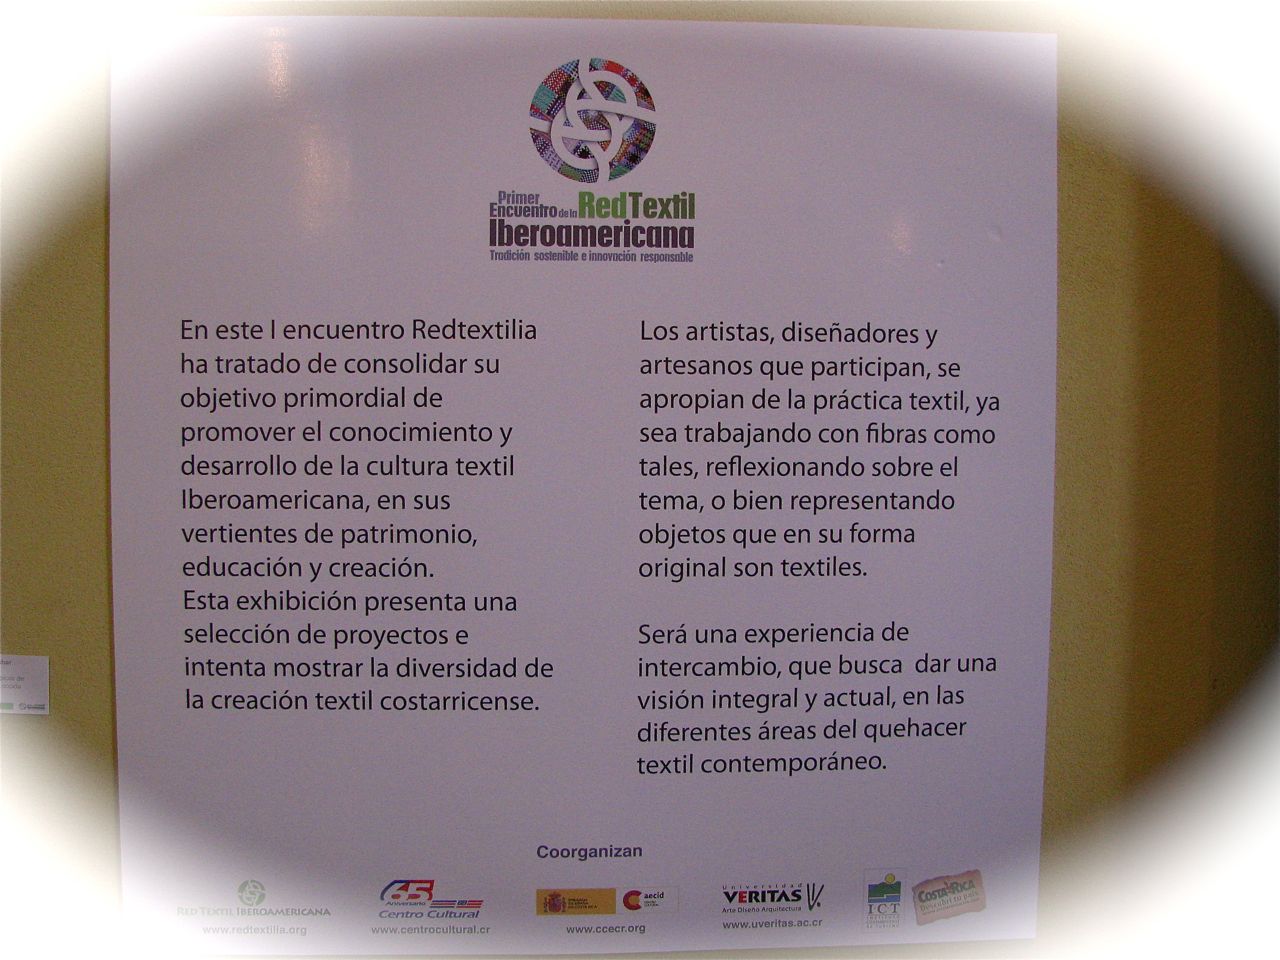 Primer
Encuentro de la RedTextil
Iberoamericana
Tradición sostenible e innovación responsable
En este I encuentro Redtextilia
ha tratado de consolidar su
objetivo primordial de
promover el conocimiento y
desarrollo de la cultura textil
Iberoamericana, en sus
vertientes de patrimonio,
educación y creación.
Esta exhibición presenta una
selección de proyectos e
intenta mostrar la diversidad de
la creación textil costarricense.
Los artistas, diseñadores y
artesanos que participan, se
apropian de la práctica textil, ya
sea trabajando con fibras como
tales, reflexionando sobre el
tema, o bien representando
objetos que en su forma
original son textiles.
Será una experiencia de
intercambio, que busca dar una
visión integral y actual, en las
diferentes áreas del quehacer
textil contemporáneo.
Coorganizan
Red Textil Iberoamericana
www.redtextilia.org
65
Aniversario
Centro Cultural
www.centrocultural.cr
aecid
www.ccecr.org
Universidad
VERITAS
Arte Diseño Arquitectura
www.uveritas.ac.cr
ICT
COSTA RICA